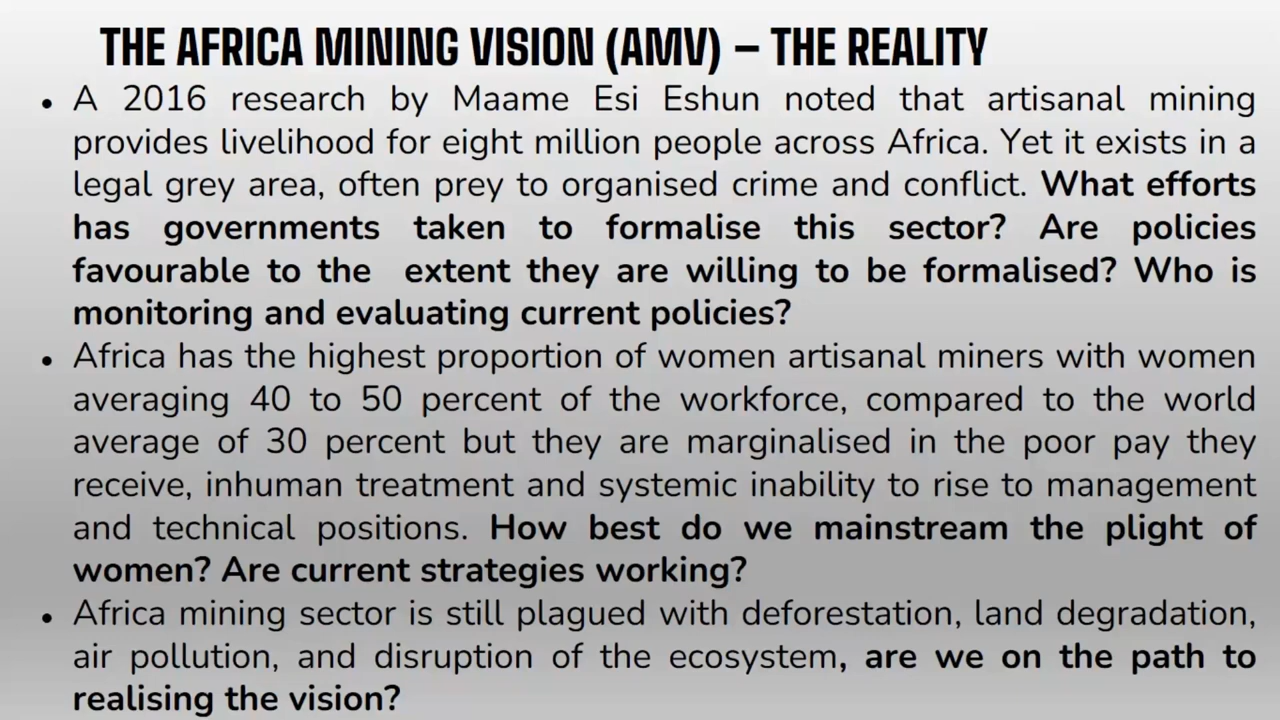 THE AFRICA MINING VISION (AMV) – THE REALITY
• A 2016 research by Maame Esi Eshun noted that artisanal mining
provides livelihood for eight million people across Africa. Yet it exists in a
legal grey area, often prey to organised crime and conflict. What efforts
has governments taken to formalise this sector? Are policies
favourable to the extent they are willing to be formalised? Who is
monitoring and evaluating current policies?
• Africa has the highest proportion of women artisanal miners with women
averaging 40 to 50 percent of the workforce, compared to the world
average of 30 percent but they are marginalised in the poor pay they
receive, inhuman treatment and systemic inability to rise to management
and technical positions. How best do we mainstream the plight of
women? Are current strategies working?
• Africa mining sector is still plagued with deforestation, land degradation,
air pollution, and disruption of the ecosystem, are we on the path to
realising the vision?